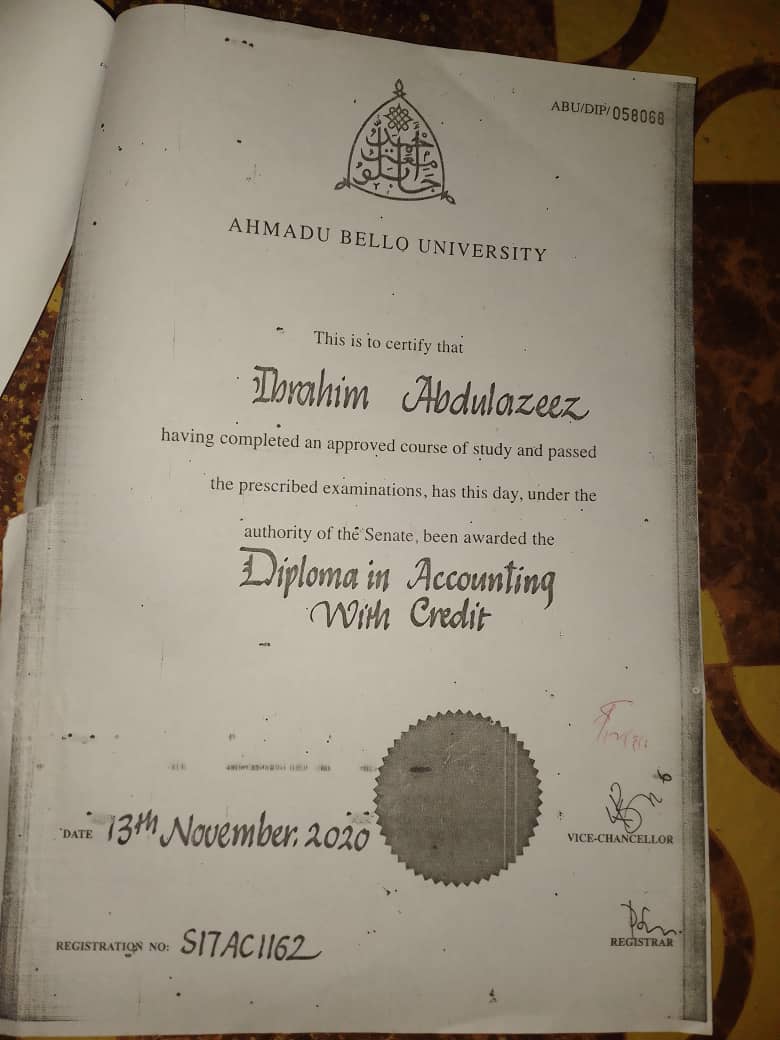 ABU/DIP/058068
AHMADU BELLO UNIVERSITY
This is to certify that
Ibrahim Abdulazeez
having completed an approved course of study and passed
the prescribed examinations, has this day, under the
authority of the Senate, been awarded the
Diploma in Accounting
With Credit
DATE 13th November. 2020
VICE-CHANCELLOR
REGISTRATION NO: S17AC1162
REGISTRAR